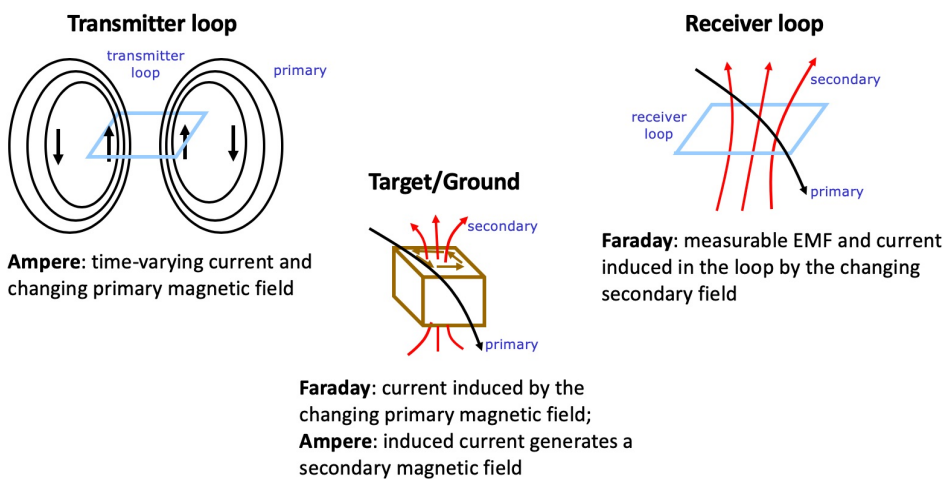 Transmitter loop
transmitter
loop
primary
Ampere: time-varying current and
changing primary magnetic field
Target/Ground
secondary
primary
Faraday: current induced by the
changing primary magnetic field;
Ampere: induced current generates a
secondary magnetic field
Receiver loop
secondary
receiver
loop
primary
Faraday: measurable EMF and current
induced in the loop by the changing
secondary field